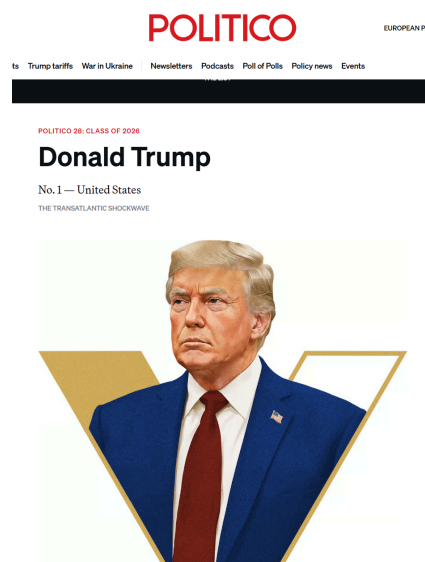 POLITICO
EUROPEAN P
ts Trump tariffs War in Ukraine Newsletters Podcasts Poll of Polls Policy news Events
POLITICO 28: CLASS OF 2026
Donald Trump
No. 1 — United States
THE TRANSATLANTIC SHOCKWAVE